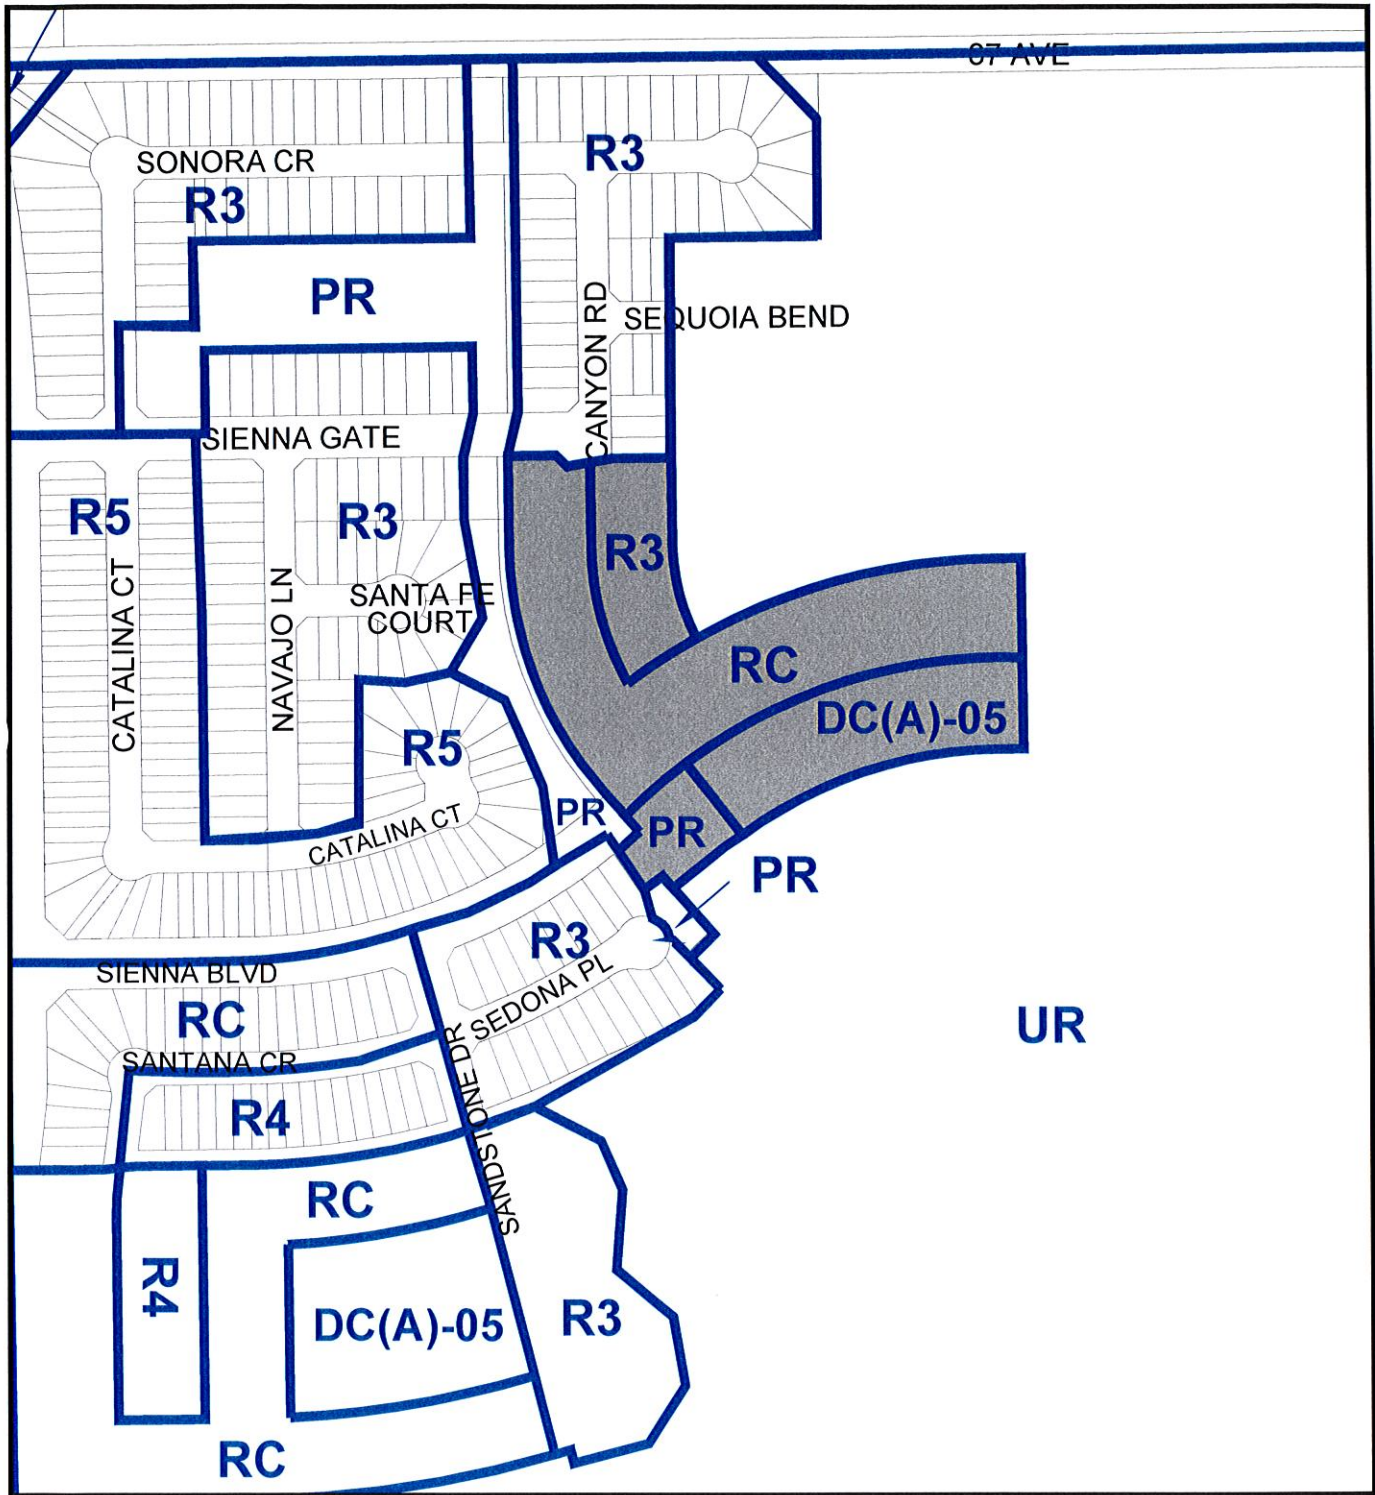 67 AVE
SONORA CR
R3
R3
PR
CANYON RD
SEQUOIA BEND
SIENNA GATE
R5
R3
R3
CATALINA CT
NAVAJO LN
SANTA FE
COURT
RC
DC(A)-05
R5
PR
PR
CATALINA CT
PR
R3
SIENNA BLVD
SEDONA PL
RC
UR
SANTANA CR
SANDSTONE DR
R4
RC
R4
DC(A)-05
R3
RC